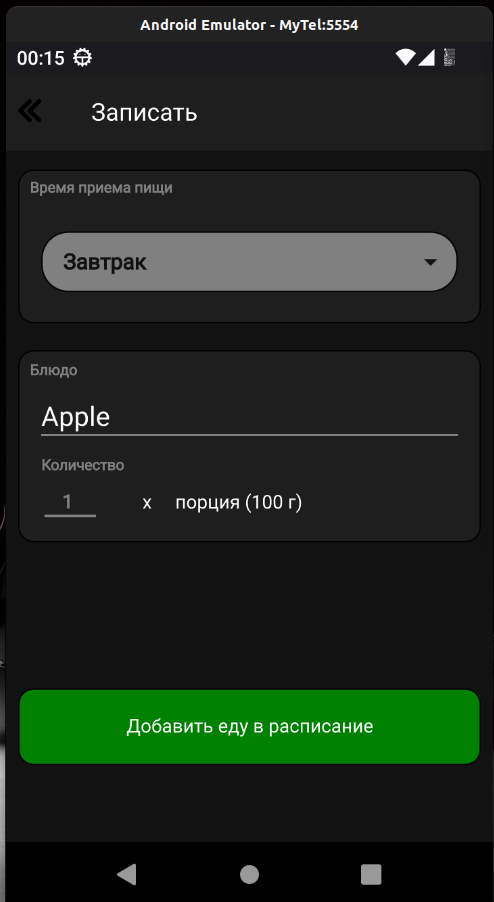 Android Emulator - MyTel:5554
00:15
Записать
Время приема пищи
Завтрак
Блюдо
Apple
Количество
1 x порция (100 г)
Добавить еду в расписание